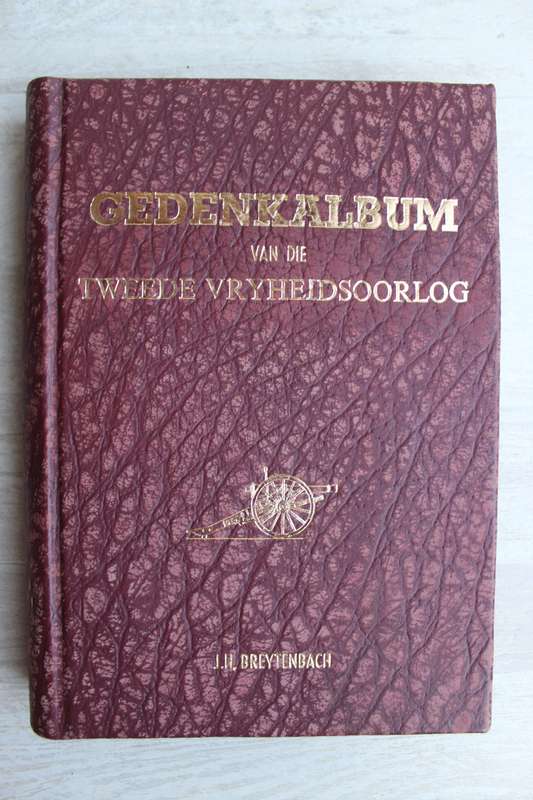 GEDENKALBUM
VAN DIE
TWEEDE VRYHEIDSOORLOG
J.H. BREYTENBACH